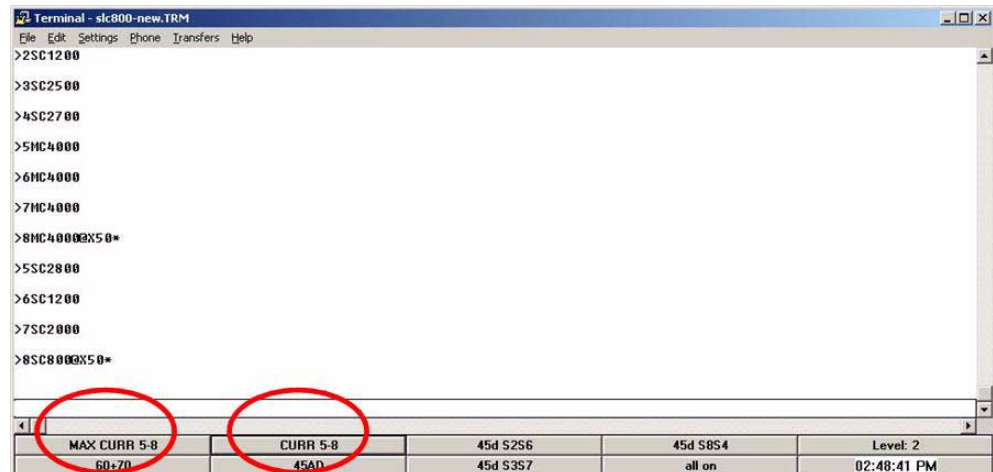 Terminal - slc800-new.TRM
File Edit Settings Phone Transfers Help
>2SC1200
>3SC2500
>4SC2700
>5MC4000
>6MC4000
>7MC4000
>8MC4000@X50*
>5SC2800
>6SC1200
>7SC2000
>8SC800@X50*
MAX CURR 5-8 CURR 5-8 45d S2S6 45d S8S4 Level: 2
60+70 45AD 45d S3S7 all on 02:48:41 PM